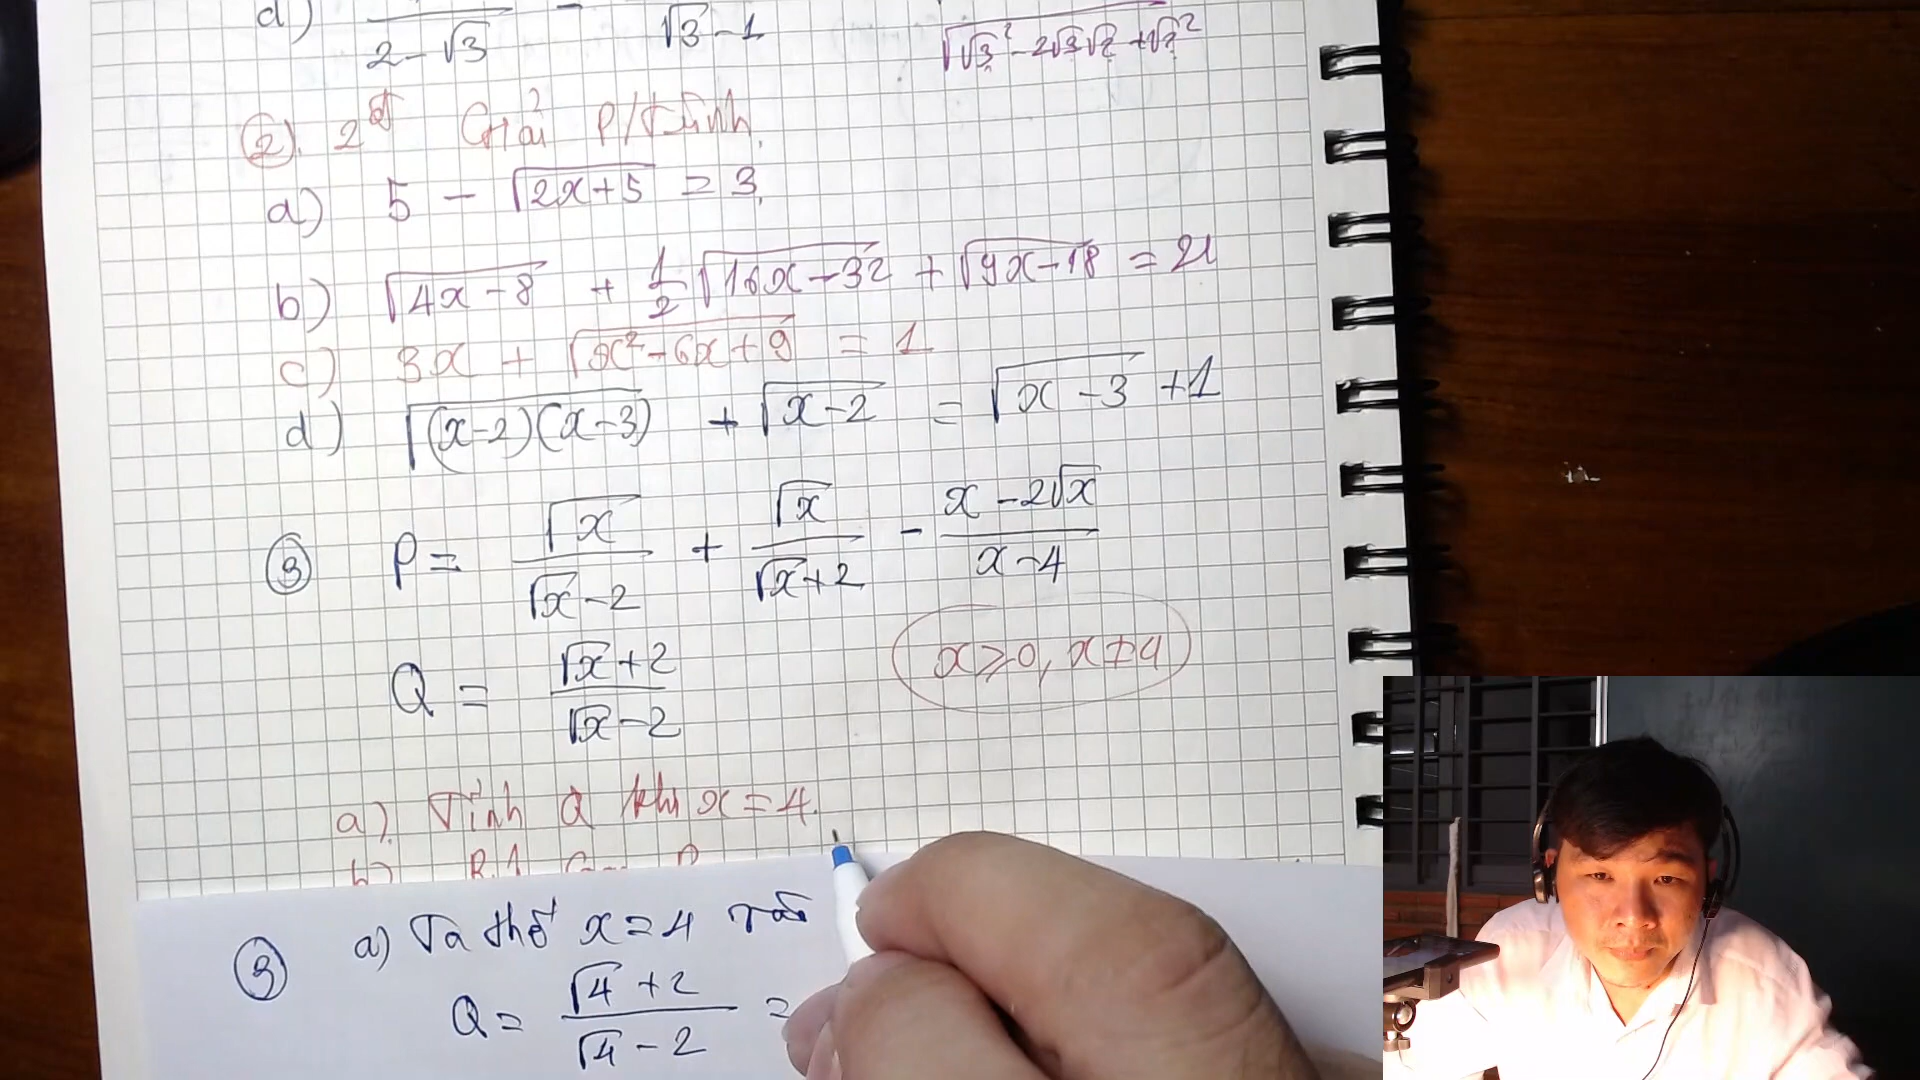 d) 2-√3 - √3-1 √(√3²-2√3√2+√2²)
②. 2đ Giải P/trình.
a) 5 - √(2x+5) = 3.
b) √(4x-8) + 1/2 √(16x-32) + √(9x-18) = 21
c) 3x + √(x²-6x+9) = 1
d) √((x-2)(x-3)) + √(x-2) = √(x-3) +1
③ P = √x/(√x-2) + √x/(√x+2) - (x-2√x)/(x-4)
Q = (√x+2)/(√x-2) x≥0, x≠4
a). Tính Q khi x=4.
b)
③ a) Ta thế x=4
Q = (√4+2)/(√4-2) =